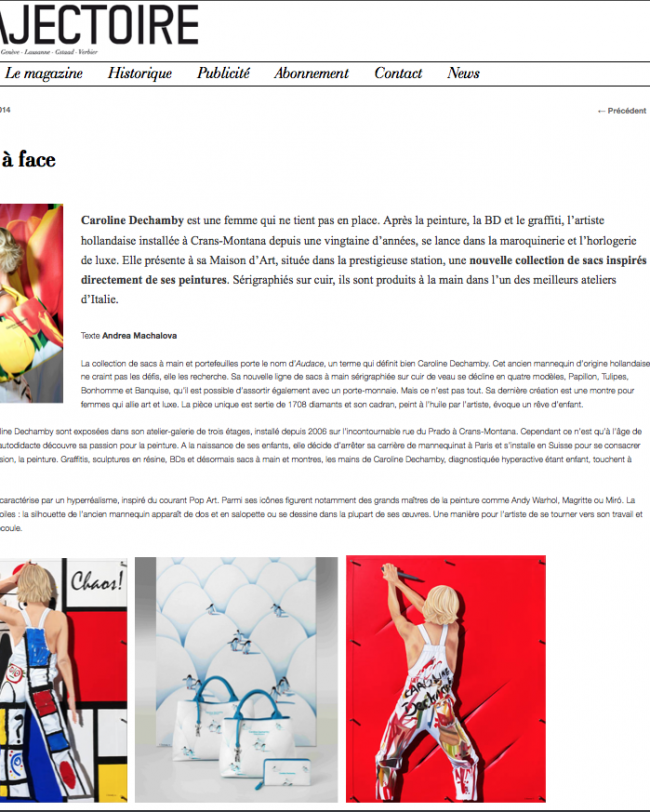 AJECTOIRE
Genève - Lausanne - Gstaad - Verbier
Le magazine Historique Publicité Abonnement Contact News
014
← Précédent
à face
Caroline Dechamby est une femme qui ne tient pas en place. Après la peinture, la BD et le graffiti, l'artiste
hollandaise installée à Crans-Montana depuis une vingtaine d'années, se lance dans la maroquinerie et l'horlogerie
de luxe. Elle présente à sa Maison d'Art, située dans la prestigieuse station, une nouvelle collection de sacs inspirés
directement de ses peintures. Sérigraphiés sur cuir, ils sont produits à la main dans l'un des meilleurs ateliers
d'Italie.
Texte Andrea Machalova
La collection de sacs à main et portefeuilles porte le nom d'Audace, un terme qui définit bien Caroline Dechamby. Cet ancien mannequin d'origine hollandaise
ne craint pas les défis, elle les recherche. Sa nouvelle ligne de sacs à main sérigraphiée sur cuir de veau se décline en quatre modèles, Papillon, Tulipes,
Bonhomme et Banquise, qu'il est possible d'assortir également avec un porte-monnaie. Mais ce n'est pas tout. Sa dernière création est une montre pour
femmes qui allie art et luxe. La pièce unique est sertie de 1708 diamants et son cadran, peint à l'huile par l'artiste, évoque un rêve d'enfant.
line Dechamby sont exposées dans son atelier-galerie de trois étages, installé depuis 2006 sur l'incontournable rue du Prado à Crans-Montana. Cependant ce n'est qu'à l'âge de
autodidacte découvre sa passion pour la peinture. A la naissance de ses enfants, elle décide d'arrêter sa carrière de mannequinat à Paris et s'installe en Suisse pour se consacrer
sion, la peinture. Graffitis, sculptures en résine, BDs et désormais sacs à main et montres, les mains de Caroline Dechamby, diagnostiquée hyperactive étant enfant, touchent à
caractérise par un hyperréalisme, inspiré du courant Pop Art. Parmi ses icônes figurent notamment des grands maîtres de la peinture comme Andy Warhol, Magritte ou Miró. La
oiles : la silhouette de l'ancien mannequin apparaît de dos et en salopette ou se dessine dans la plupart de ses œuvres. Une manière pour l'artiste de se tourner vers son travail et
coule.
Chaos!
CAROLINE
Dechamby